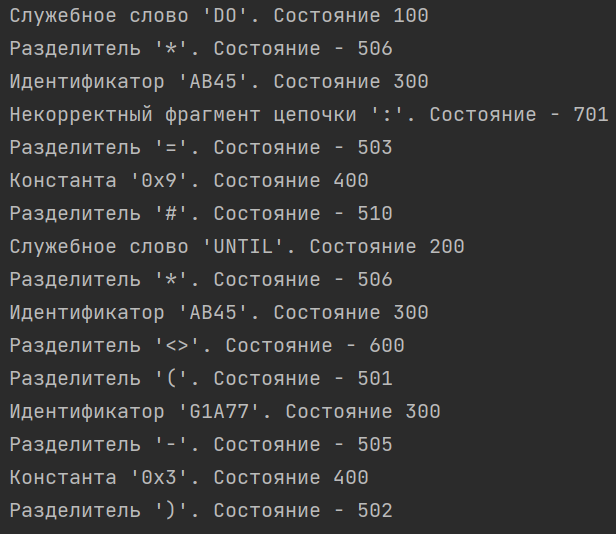 Служебное слово 'DO'. Состояние 100
Разделитель '*'. Состояние - 506
Идентификатор 'AB45'. Состояние 300
Некорректный фрагмент цепочки ':'. Состояние - 701
Разделитель '='. Состояние - 503
Константа '0x9'. Состояние 400
Разделитель '#'. Состояние - 510
Служебное слово 'UNTIL'. Состояние 200
Разделитель '*'. Состояние - 506
Идентификатор 'AB45'. Состояние 300
Разделитель '<>'. Состояние - 600
Разделитель '('. Состояние - 501
Идентификатор 'G1A77'. Состояние 300
Разделитель '-'. Состояние - 505
Константа '0x3'. Состояние 400
Разделитель ')'. Состояние - 502